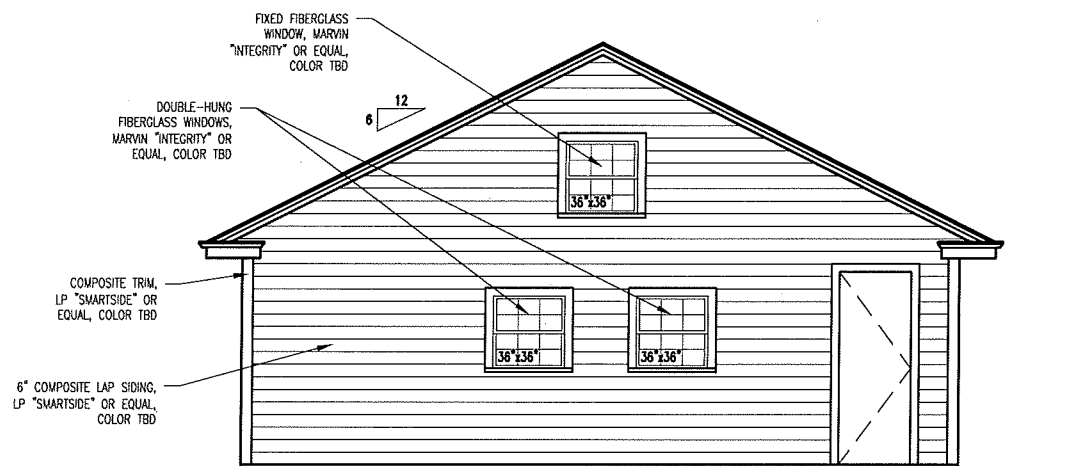 FIXED FIBERGLASS
WINDOW, MARVIN
"INTEGRITY" OR EQUAL,
COLOR TBD
12
6
DOUBLE-HUNG
FIBERGLASS WINDOWS,
MARVIN "INTEGRITY" OR
EQUAL, COLOR TBD
36"x36"
COMPOSITE TRIM,
LP "SMARTSIDE" OR
EQUAL, COLOR TBD
36"x36"
36"x36"
6" COMPOSITE LAP SIDING,
LP "SMARTSIDE" OR EQUAL,
COLOR TBD